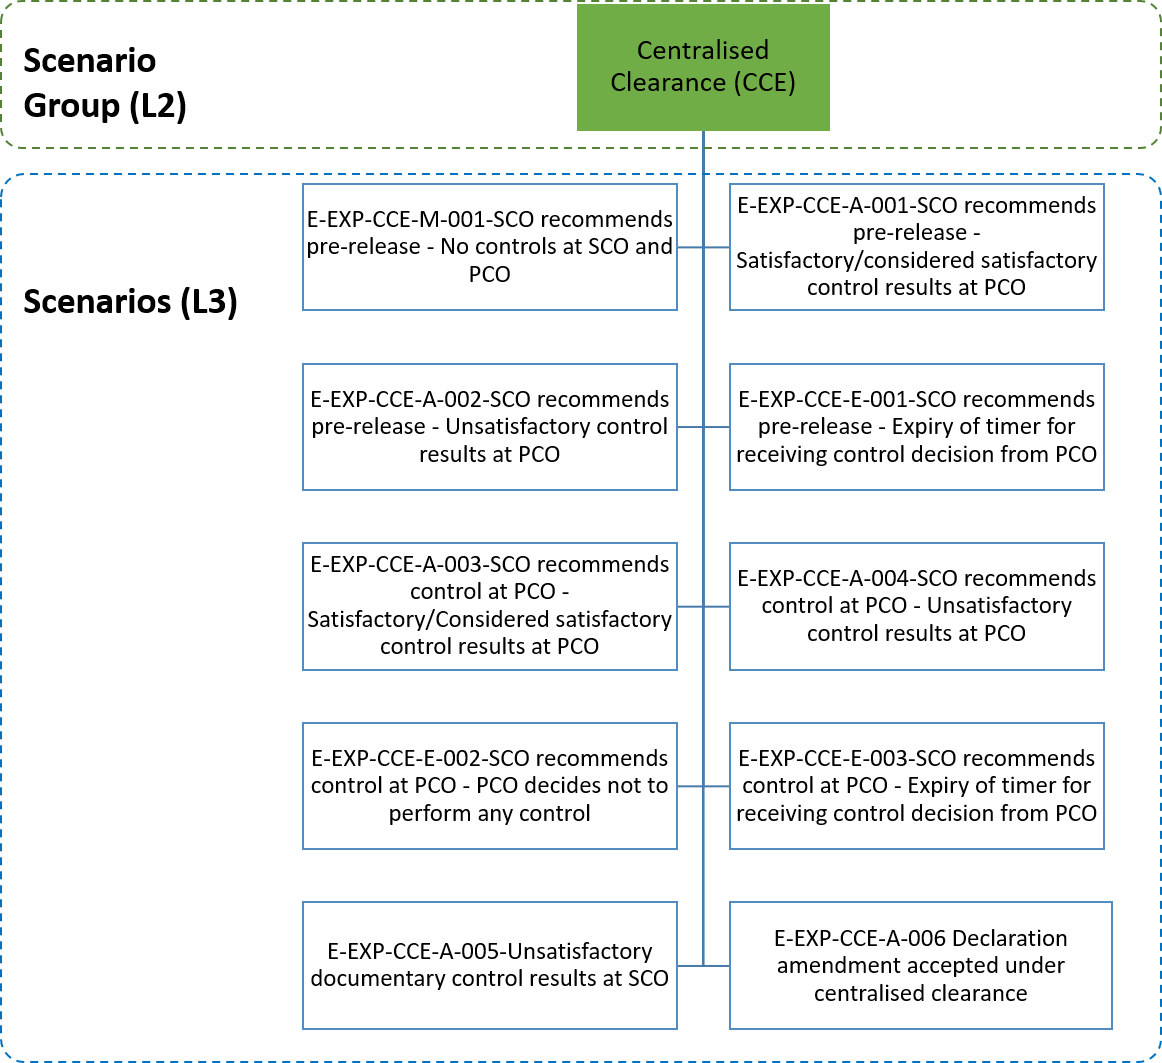 Scenario
Group (L2)
Centralised
Clearance (CCE)
Scenarios (L3)
E-EXP-CCE-M-001-SCO recommends
pre-release - No controls at SCO and
PCO
E-EXP-CCE-A-001-SCO recommends
pre-release -
Satisfactory/considered satisfactory
control results at PCO
E-EXP-CCE-A-002-SCO recommends
pre-release - Unsatisfactory control
results at PCO
E-EXP-CCE-E-001-SCO recommends
pre-release - Expiry of timer for
receiving control decision from PCO
E-EXP-CCE-A-003-SCO recommends
control at PCO -
Satisfactory/Considered satisfactory
control results at PCO
E-EXP-CCE-A-004-SCO recommends
control at PCO - Unsatisfactory
control results at PCO
E-EXP-CCE-E-002-SCO recommends
control at PCO - PCO decides not to
perform any control
E-EXP-CCE-E-003-SCO recommends
control at PCO - Expiry of timer for
receiving control decision from PCO
E-EXP-CCE-A-005-Unsatisfactory
documentary control results at SCO
E-EXP-CCE-A-006 Declaration
amendment accepted under
centralised clearance